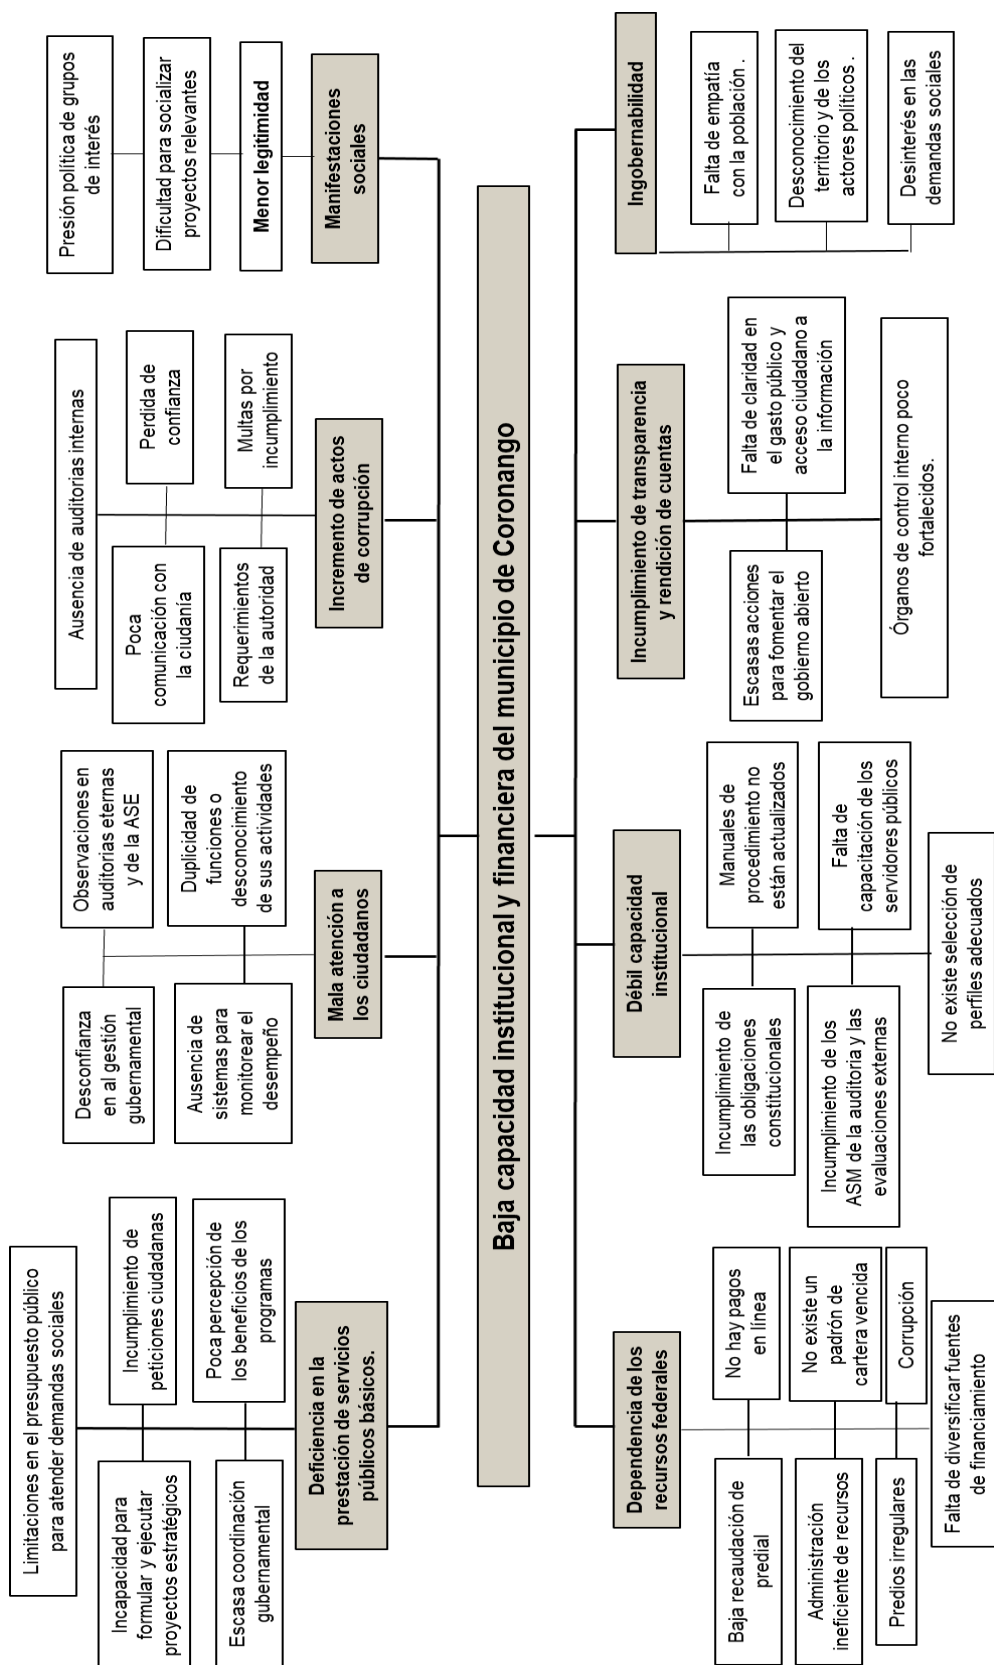 Limitaciones en el presupuesto público
para atender demandas sociales
Incapacidad para
formular y ejecutar
proyectos estratégicos
Incumplimiento de
peticiones ciudadanas
Escasa coordinación
gubernamental
Poca percepción de
los beneficios de los
programas
Deficiencia en la
prestación de servicios
públicos básicos.
Desconfianza
en al gestión
gubernamental
Observaciones en
auditorias eternas
y de la ASE
Ausencia de
sistemas para
monitorear el
desempeño
Duplicidad de
funciones o
desconocimiento
de sus actividades
Mala atención a
los ciudadanos
Ausencia de auditorias internas
Poca
comunicación con
la ciudadanía
Perdida de
confianza
Requerimientos
de la autoridad
Multas por
incumplimiento
Incremento de actos
de corrupción
Presión política de grupos
de interés
Dificultad para socializar
proyectos relevantes
Menor legitimidad
Manifestaciones
sociales
Baja capacidad institucional y financiera del municipio de Coronango
Dependencia de los
recursos federales
Baja recaudación de
predial
No hay pagos
en línea
Administración
ineficiente de recursos
No existe un
padrón de
cartera vencida
Predios irregulares
Corrupción
Falta de diversificar fuentes
de financiamiento
Débil capacidad
institucional
Incumplimiento de
las obligaciones
constitucionales
Manuales de
procedimiento no
están actualizados
Incumplimiento de los
ASM de la auditoria y las
evaluaciones externas
Falta de
capacitación de los
servidores públicos
No existe selección de
perfiles adecuados
Incumplimiento de transparencia
y rendición de cuentas
Escasas acciones
para fomentar el
gobierno abierto
Falta de claridad en
el gasto público y
acceso ciudadano a
la información
Órganos de control interno poco
fortalecidos.
Ingobernabilidad
Falta de empatía
con la población .
Desconocimiento del
territorio y de los
actores políticos .
Desinterés en las
demandas sociales